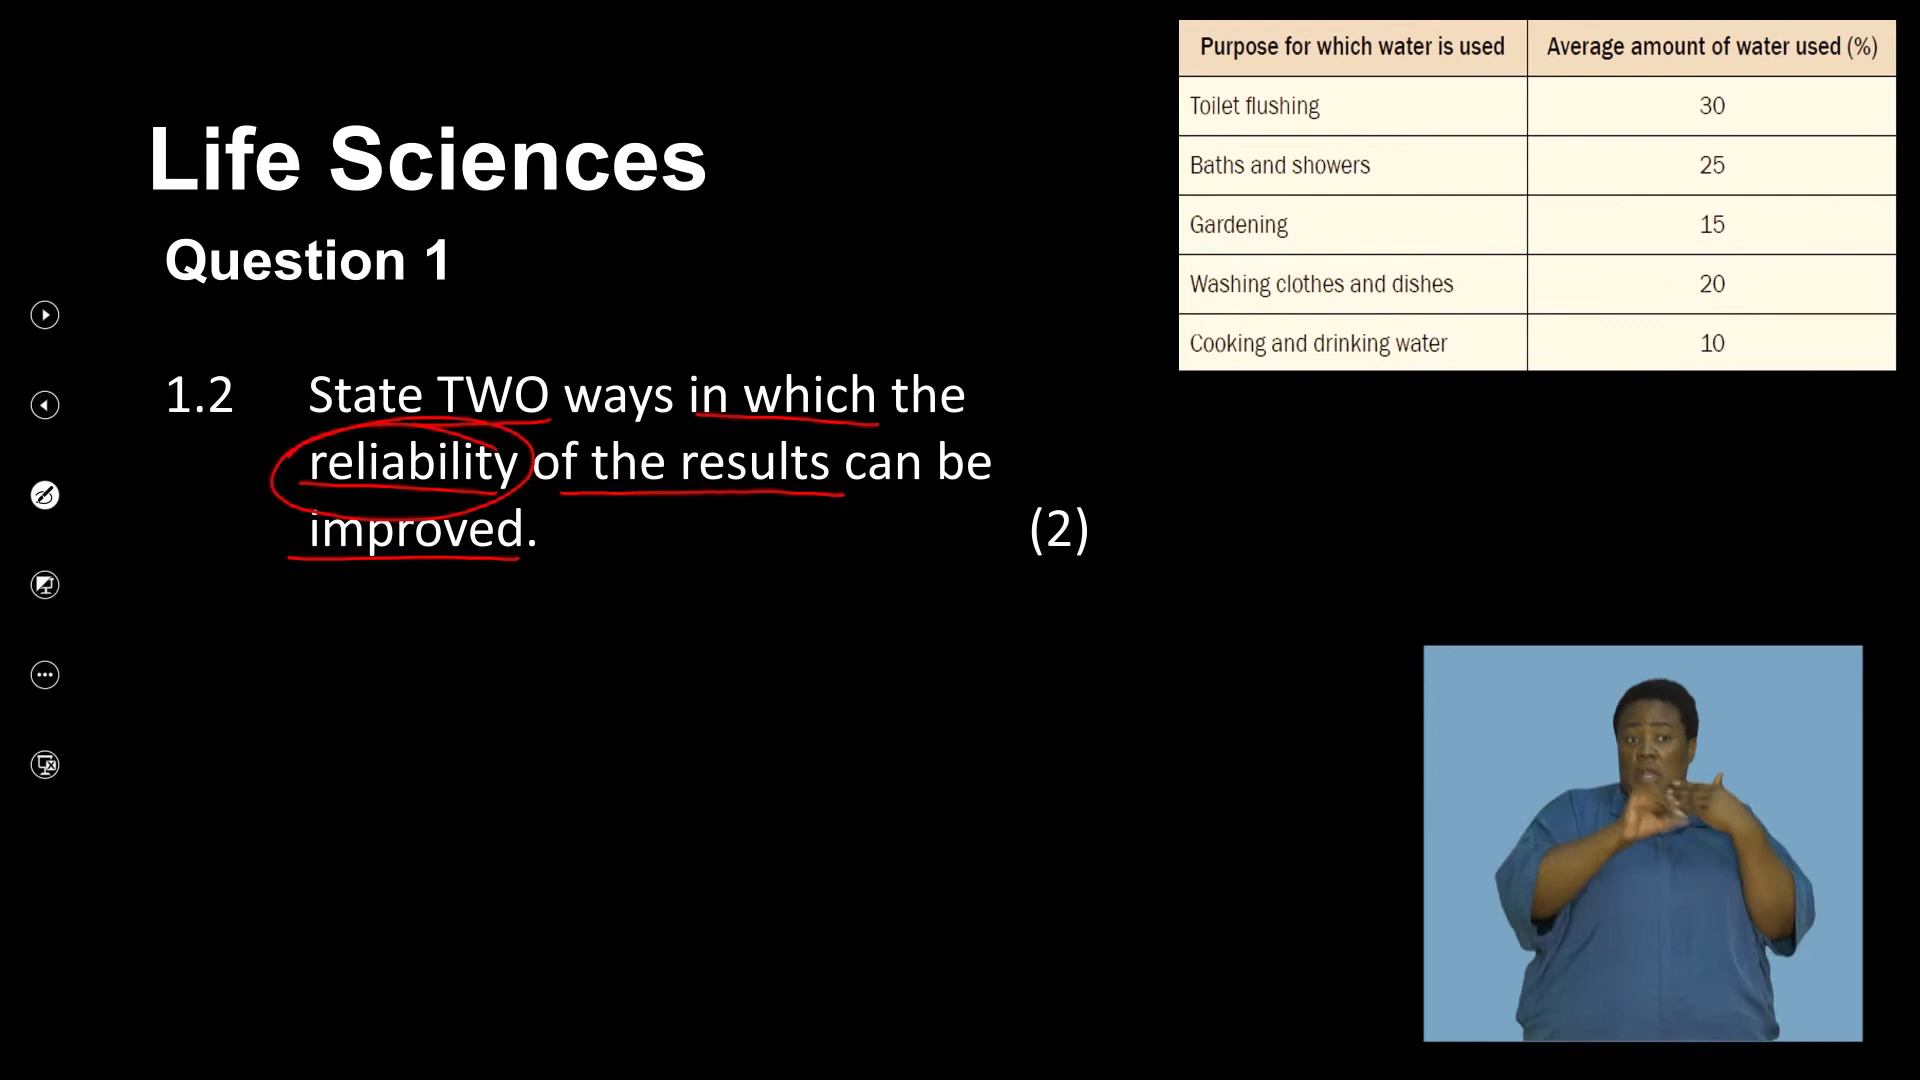 Life Sciences
Question 1
1.2 State TWO ways in which the
reliability of the results can be
improved. (2)
Purpose for which water is used Average amount of water used (%)
Toilet flushing 30
Baths and showers 25
Gardening 15
Washing clothes and dishes 20
Cooking and drinking water 10